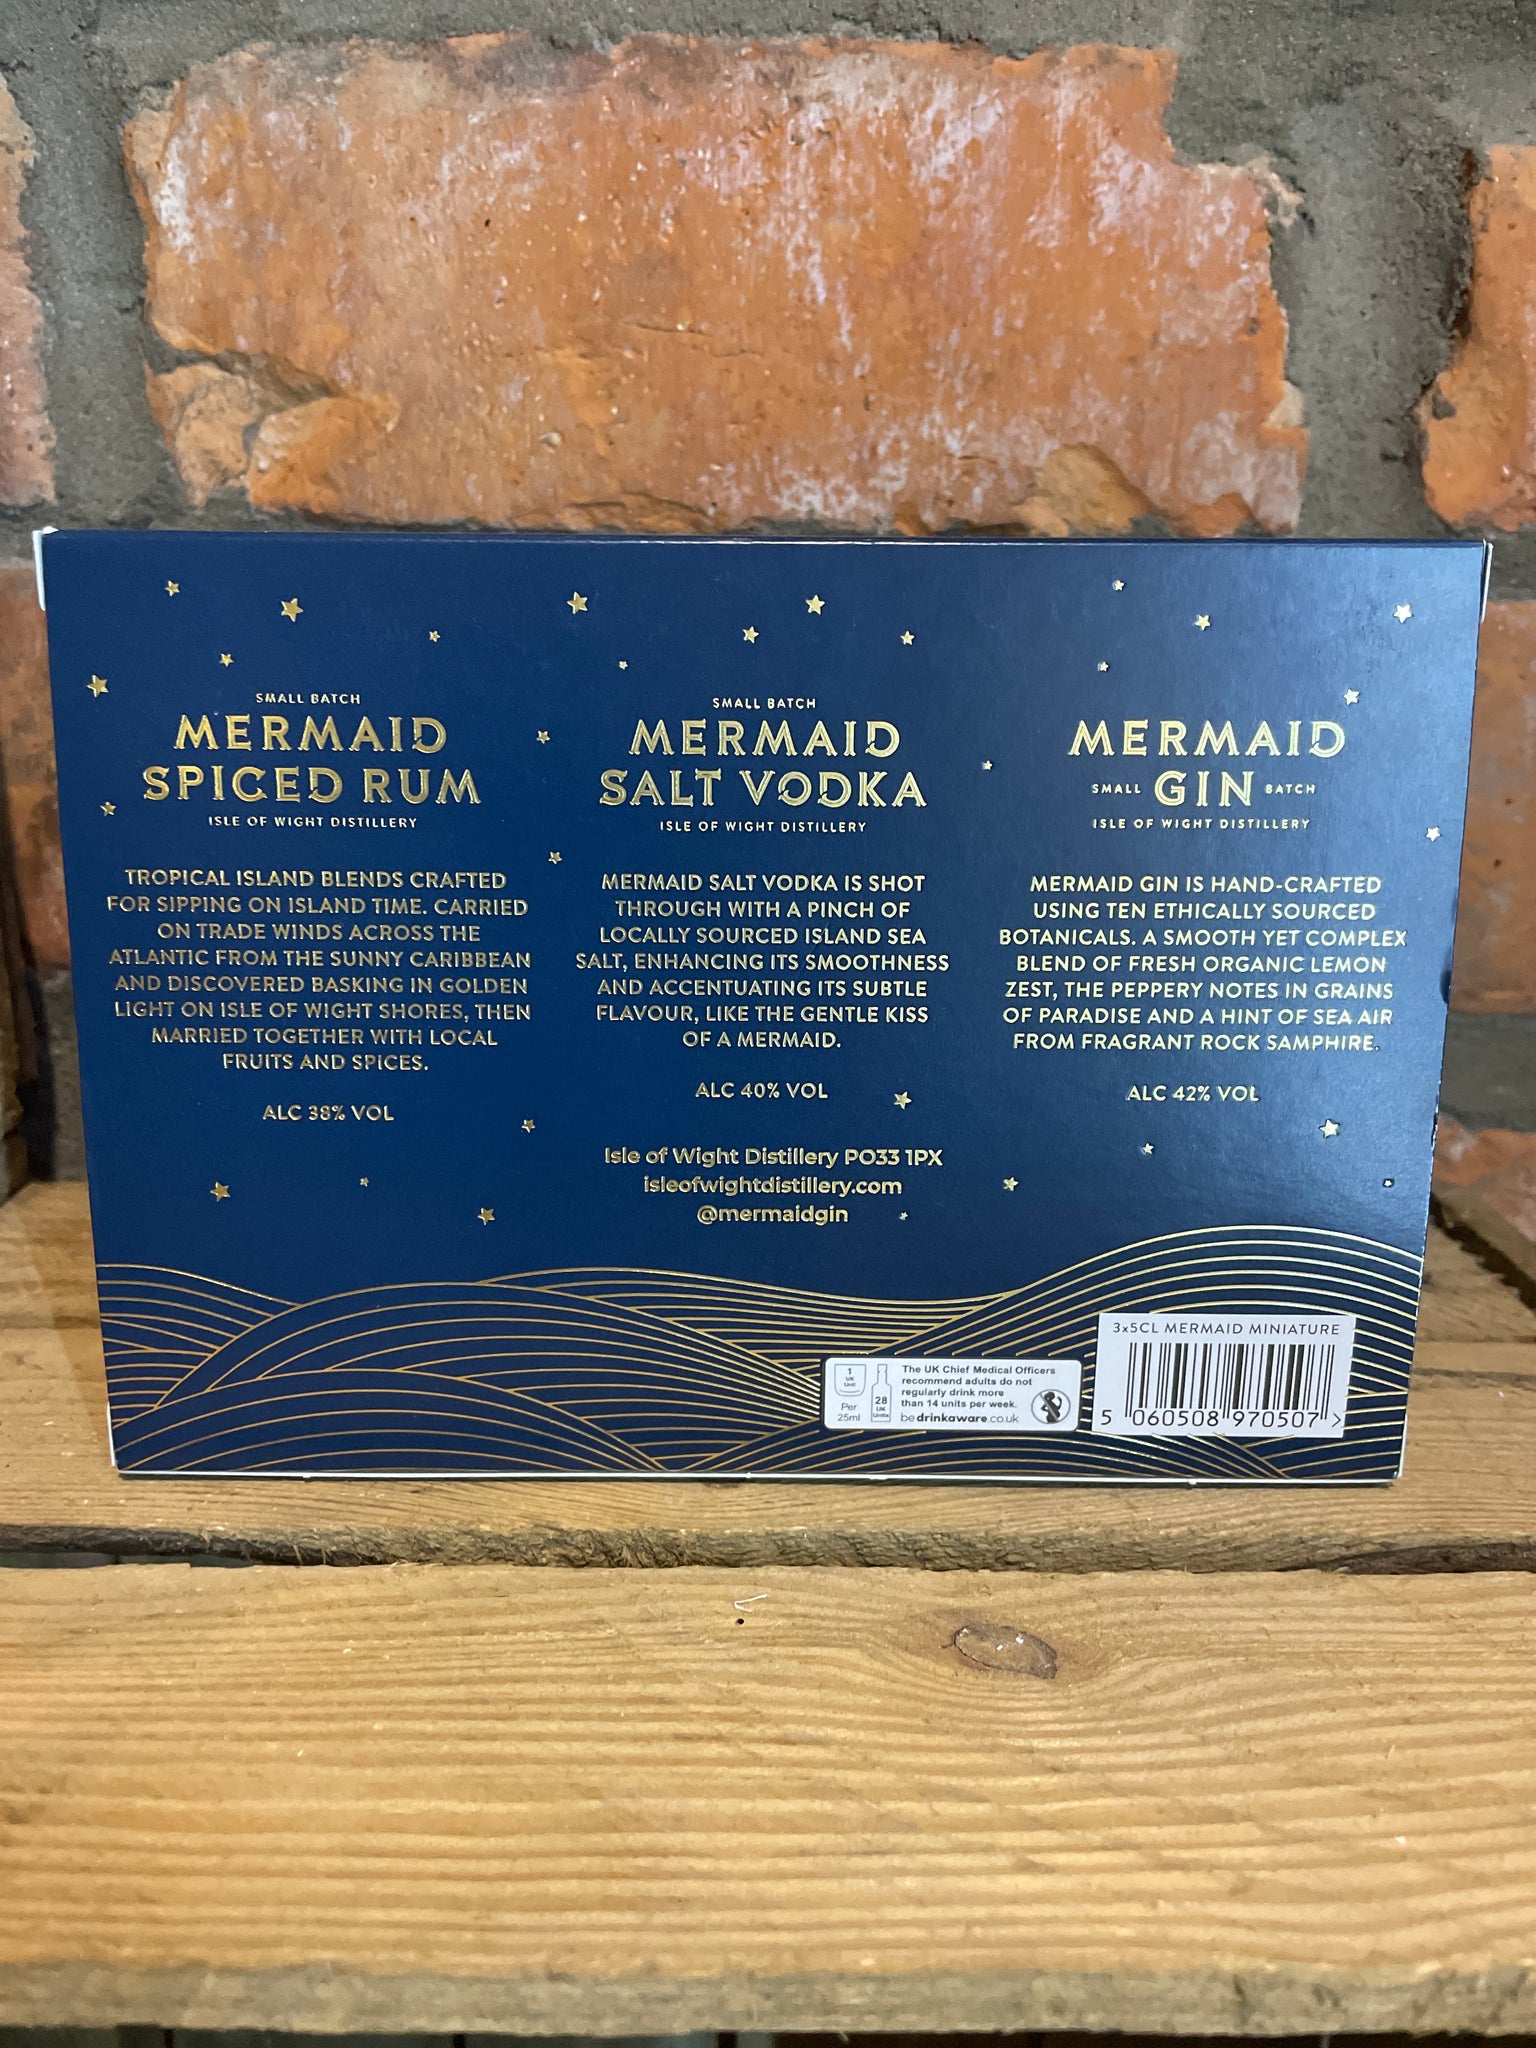 SMALL BATCH
MERMAID
SPICED RUM
ISLE OF WIGHT DISTILLERY
TROPICAL ISLAND BLENDS CRAFTED
FOR SIPPING ON ISLAND TIME. CARRIED
ON TRADE WINDS ACROSS THE
ATLANTIC FROM THE SUNNY CARIBBEAN
AND DISCOVERED BASKING IN GOLDEN
LIGHT ON ISLE OF WIGHT SHORES, THEN
MARRIED TOGETHER WITH LOCAL
FRUITS AND SPICES.
ALC 38% VOL
SMALL BATCH
MERMAID
SALT VODKA
ISLE OF WIGHT DISTILLERY
MERMAID SALT VODKA IS SHOT
THROUGH WITH A PINCH OF
LOCALLY SOURCED ISLAND SEA
SALT, ENHANCING ITS SMOOTHNESS
AND ACCENTUATING ITS SUBTLE
FLAVOUR, LIKE THE GENTLE KISS
OF A MERMAID.
ALC 40% VOL
MERMAID
SMALL GIN BATCH
ISLE OF WIGHT DISTILLERY
MERMAID GIN IS HAND-CRAFTED
USING TEN ETHICALLY SOURCED
BOTANICALS. A SMOOTH YET COMPLEX
BLEND OF FRESH ORGANIC LEMON
ZEST, THE PEPPERY NOTES IN GRAINS
OF PARADISE AND A HINT OF SEA AIR
FROM FRAGRANT ROCK SAMPHIRE.
ALC 42% VOL
Isle of Wight Distillery PO33 1PX
isleofwightdistillery.com
@mermaidgin
1
UK
Unit
Per
25ml
28
UK
Units
The UK Chief Medical Officers
recommend adults do not
regularly drink more
than 14 units per week.
bedrinkaware.co.uk
3x5CL MERMAID MINIATURE
5 060508 970507 >